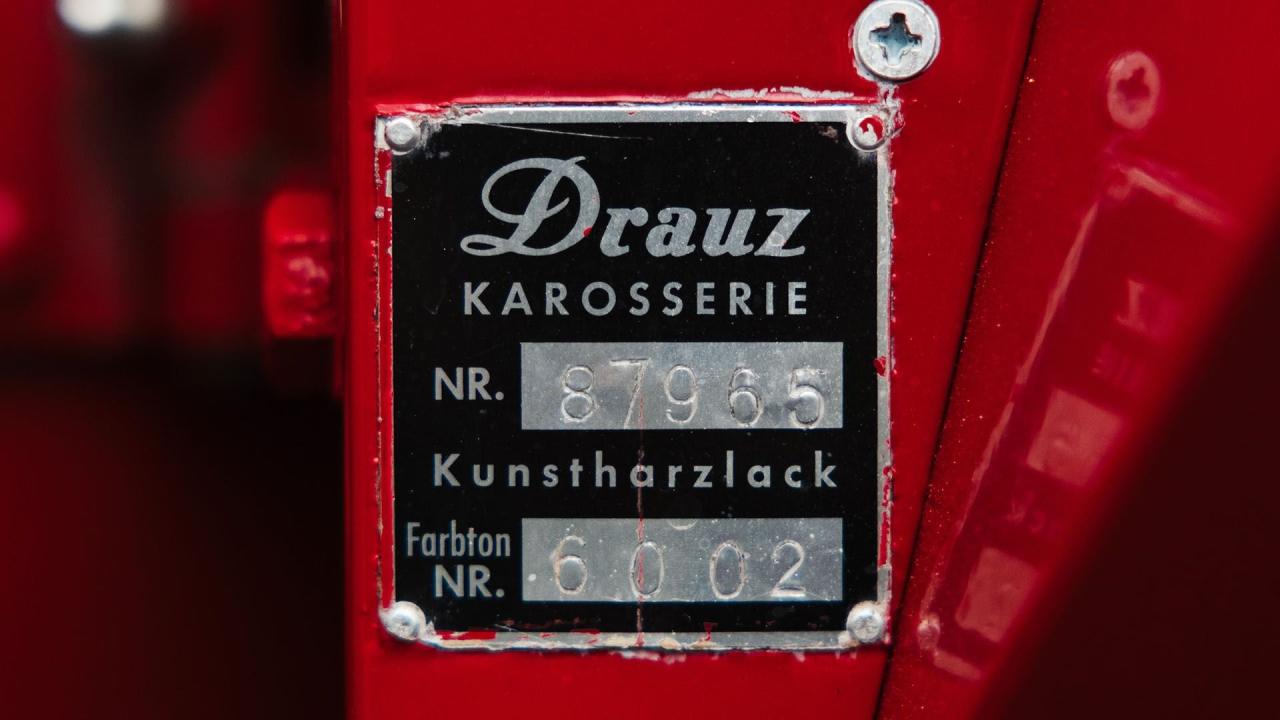 Drauz
KAROSSERIE
NR. 87965
Kunstharzlack
Farbton
NR. 6002